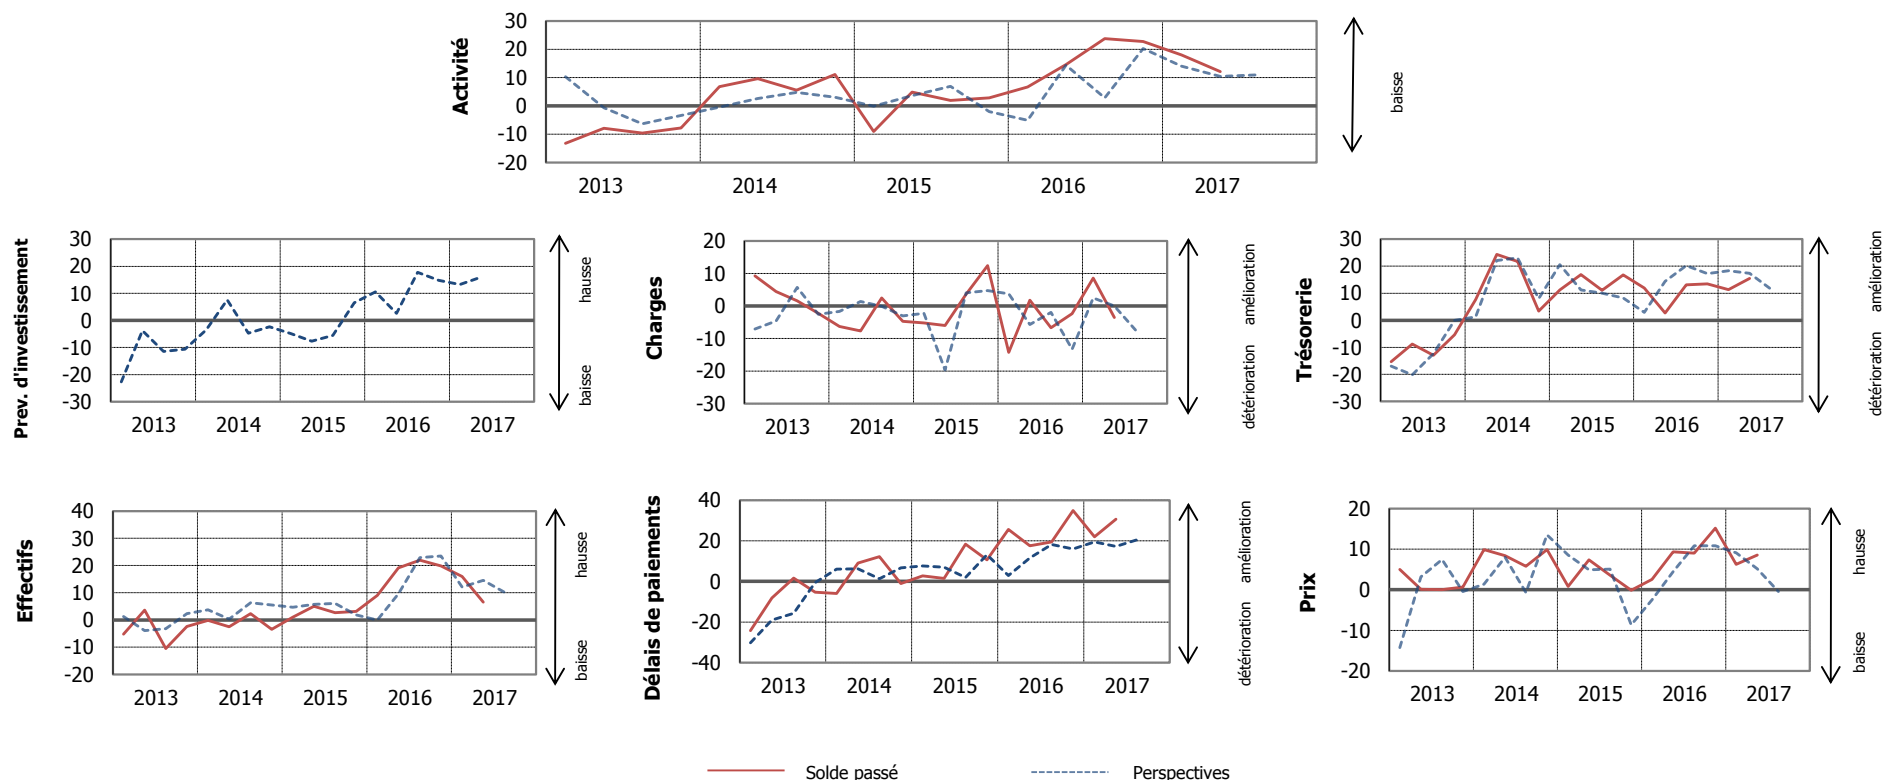 Activité
30
20
10
0
-10
-20
2013 2014 2015 2016 2017
baisse
Prev. d'investissement
30
20
10
0
-10
-20
-30
2013 2014 2015 2016 2017
hausse
baisse
Charges
20
10
0
-10
-20
-30
2013 2014 2015 2016 2017
amélioration
détérioration
Trésorerie
30
20
10
0
-10
-20
-30
2013 2014 2015 2016 2017
amélioration
détérioration
Effectifs
40
30
20
10
0
-10
-20
2013 2014 2015 2016 2017
hausse
baisse
Délais de paiements
40
20
0
-20
-40
2013 2014 2015 2016 2017
amélioration
détérioration
Prix
20
10
0
-10
-20
2013 2014 2015 2016 2017
hausse
baisse
Solde passé Perspectives